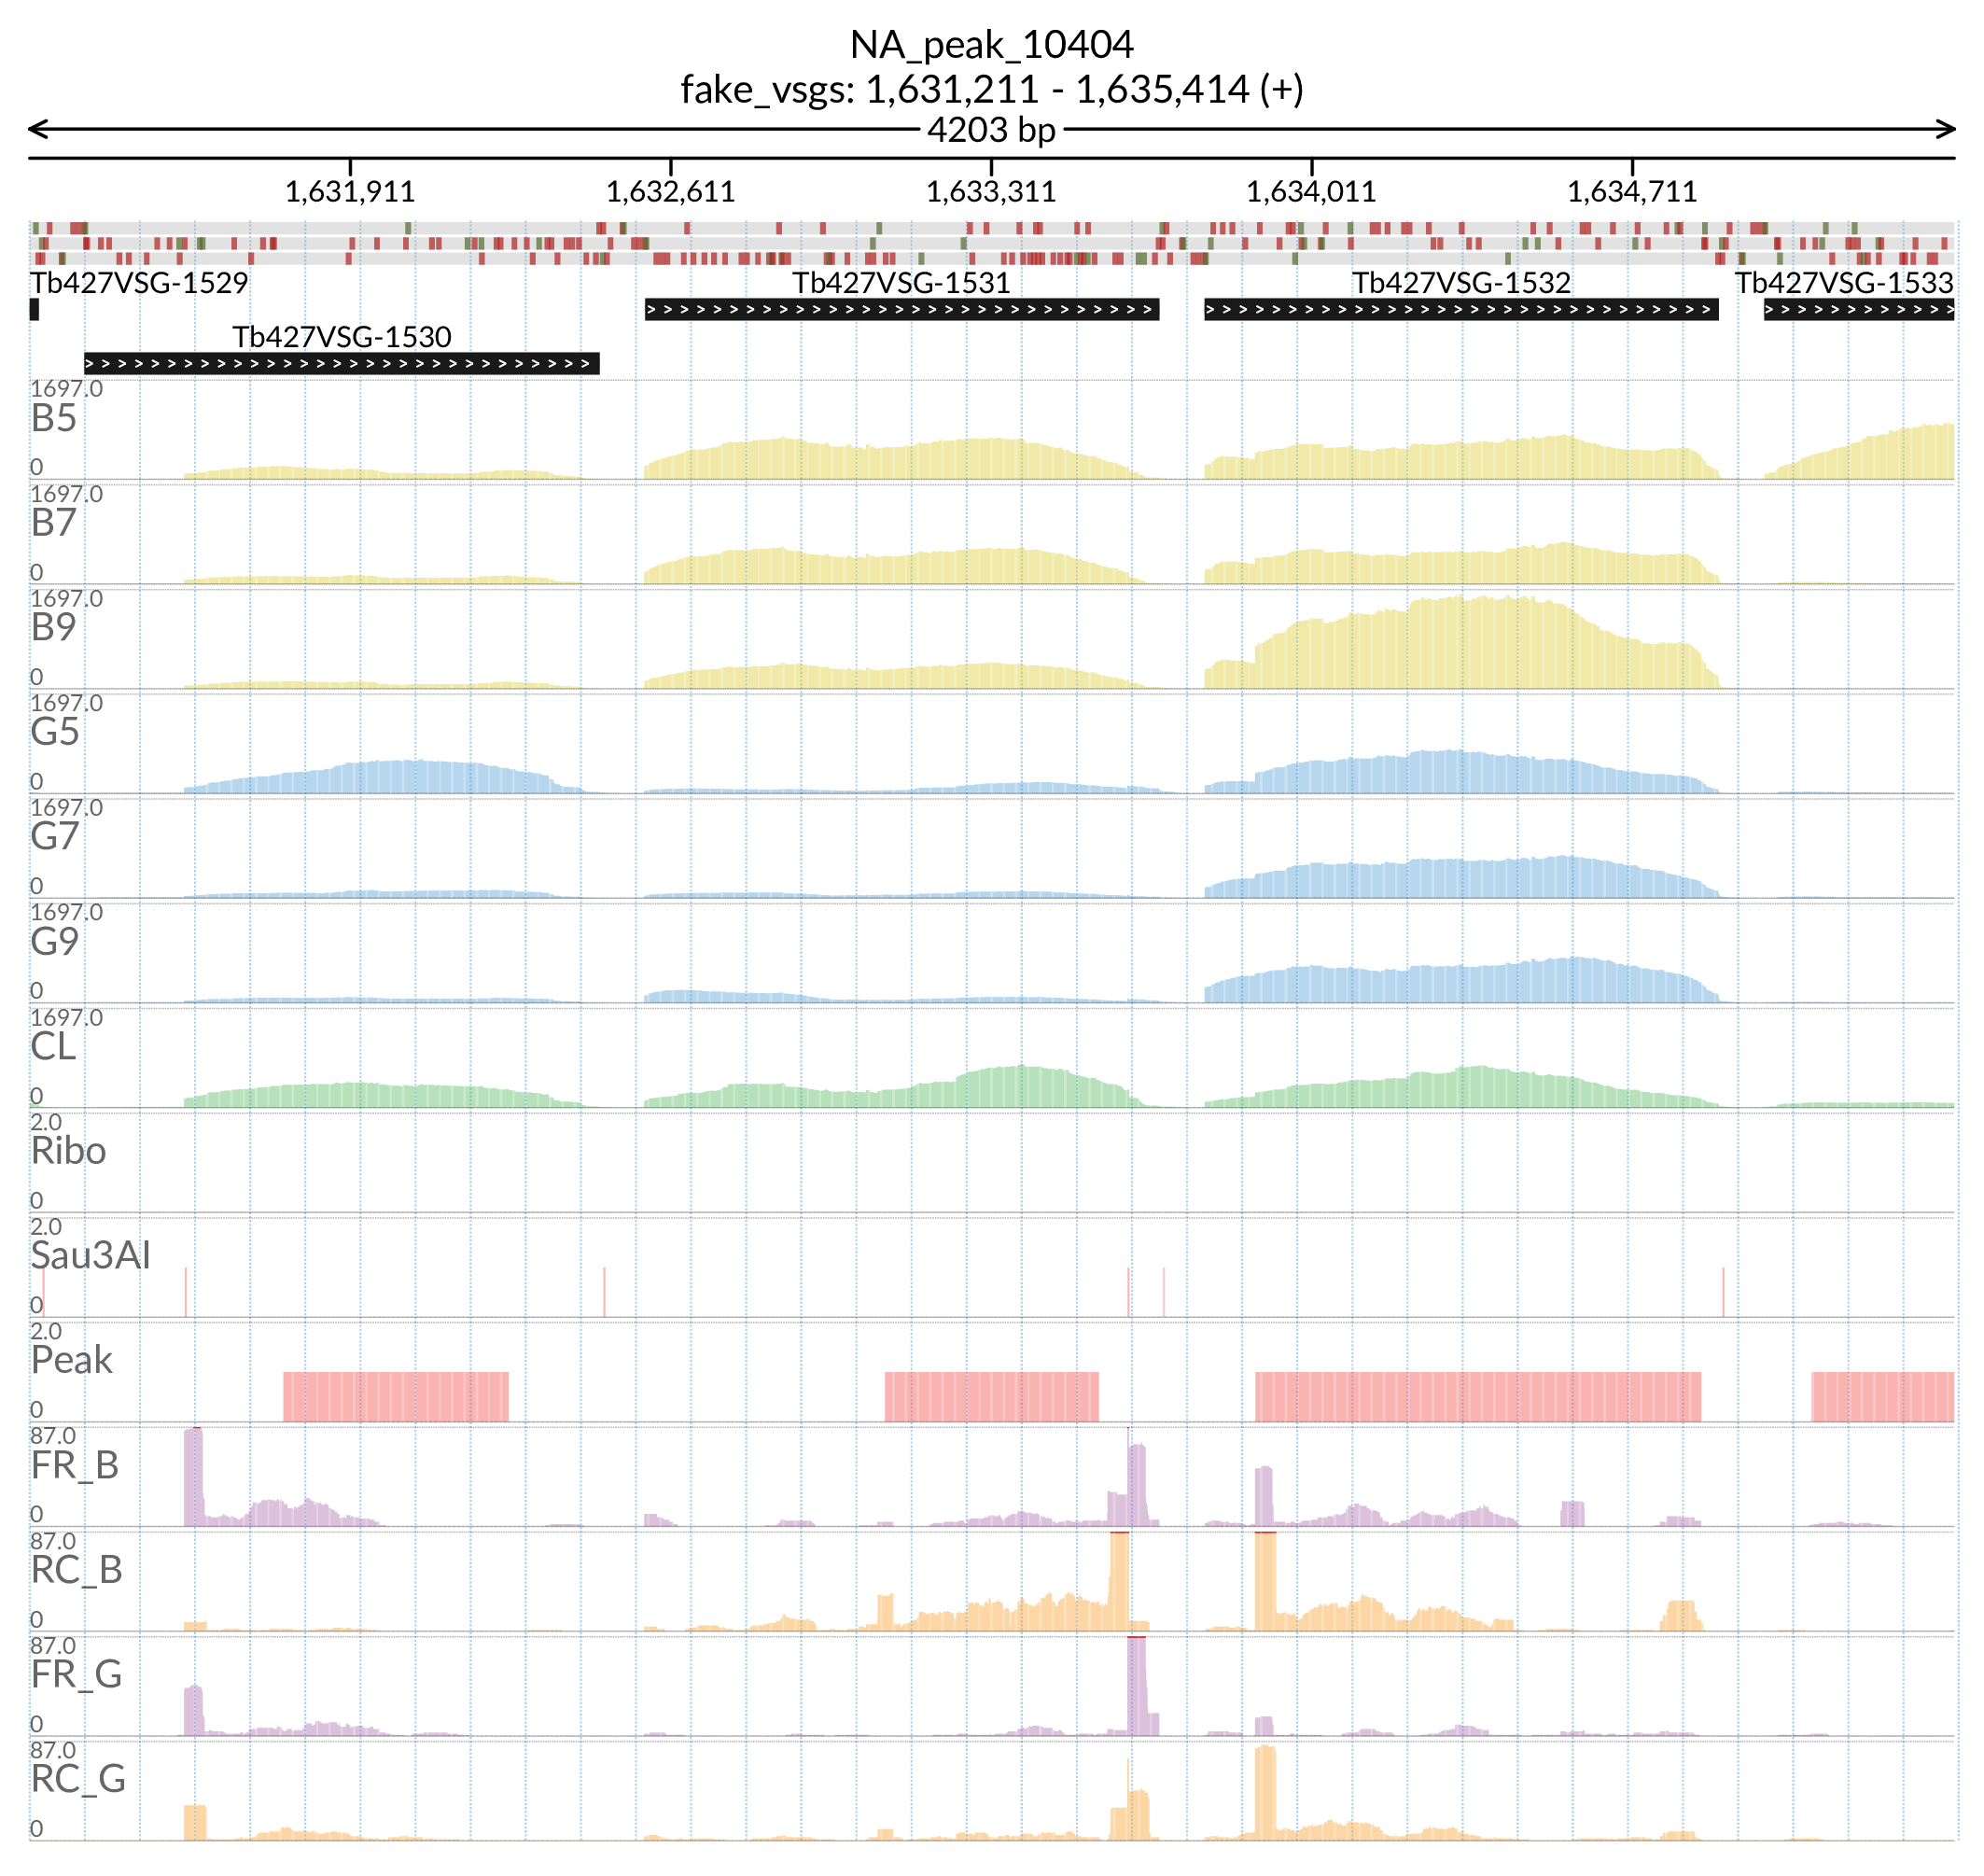 NA_peak_10404
fake_vsgs: 1,631,211 - 1,635,414 (+)
4203 bp
1,631,911 1,632,611 1,633,311 1,634,011 1,634,711
Tb427VSG-1529 Tb427VSG-1531 Tb427VSG-1532 Tb427VSG-1533
Tb427VSG-1530
1697.0
B5
0
1697.0
B7
0
1697.0
B9
0
1697.0
G5
0
1697.0
G7
0
1697.0
G9
0
1697.0
CL
0
2.0
Ribo
0
2.0
Sau3AI
0
2.0
Peak
0
87.0
FR_B
0
87.0
RC_B
0
87.0
FR_G
0
87.0
RC_G
0